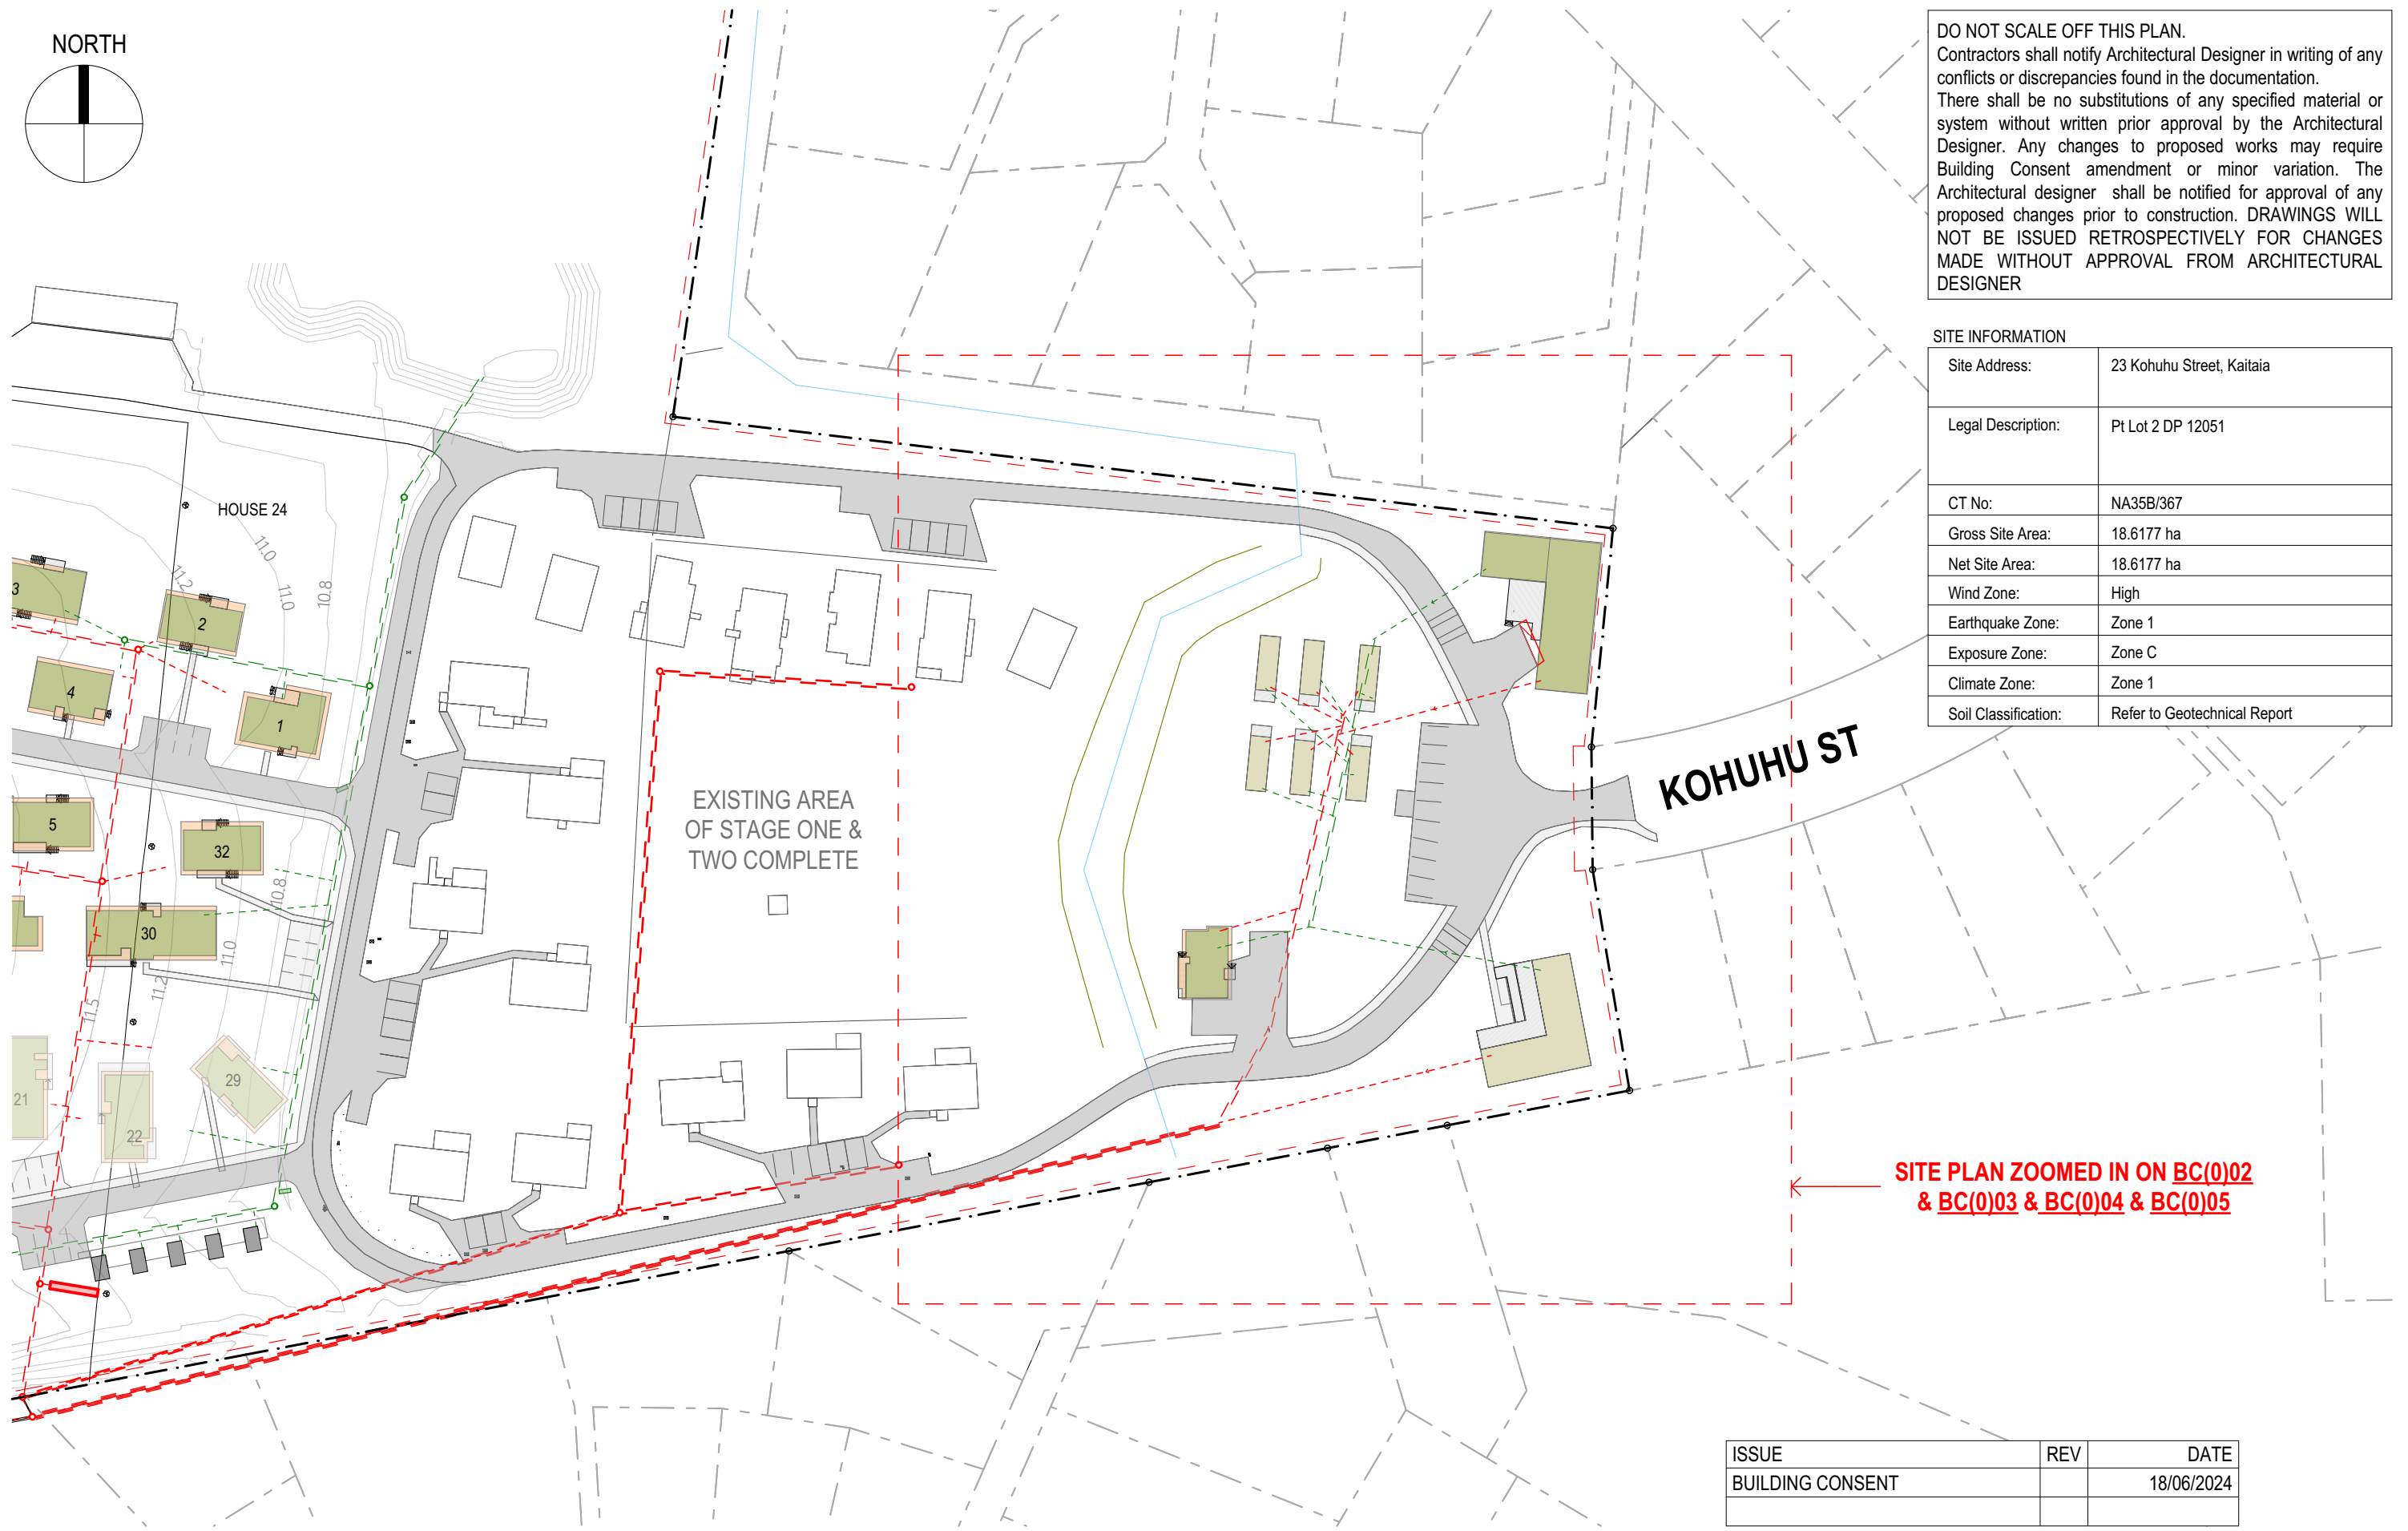 NORTH
DO NOT SCALE OFF THIS PLAN.
Contractors shall notify Architectural Designer in writing of any
conflicts or discrepancies found in the documentation.
There shall be no substitutions of any specified material or
system without written prior approval by the Architectural
Designer. Any changes to proposed works may require
Building Consent amendment or minor variation. The
Architectural designer shall be notified for approval of any
proposed changes prior to construction. DRAWINGS WILL
NOT BE ISSUED RETROSPECTIVELY FOR CHANGES
MADE WITHOUT APPROVAL FROM ARCHITECTURAL
DESIGNER
SITE INFORMATION
Site Address: 23 Kohuhu Street, Kaitaia
Legal Description: Pt Lot 2 DP 12051
CT No: NA35B/367
Gross Site Area: 18.6177 ha
Net Site Area: 18.6177 ha
Wind Zone: High
Earthquake Zone: Zone 1
Exposure Zone: Zone C
Climate Zone: Zone 1
Soil Classification: Refer to Geotechnical Report
HOUSE 24
11.0
11.2
11.0
10.8
3
2
4
1
5
32
10.8
30
11.0
11.2
11.5
29
21
22
EXISTING AREA
OF STAGE ONE &
TWO COMPLETE
KOHUHU ST
SITE PLAN ZOOMED IN ON BC(0)02
& BC(0)03 & BC(0)04 & BC(0)05
ISSUE REV DATE
BUILDING CONSENT 18/06/2024